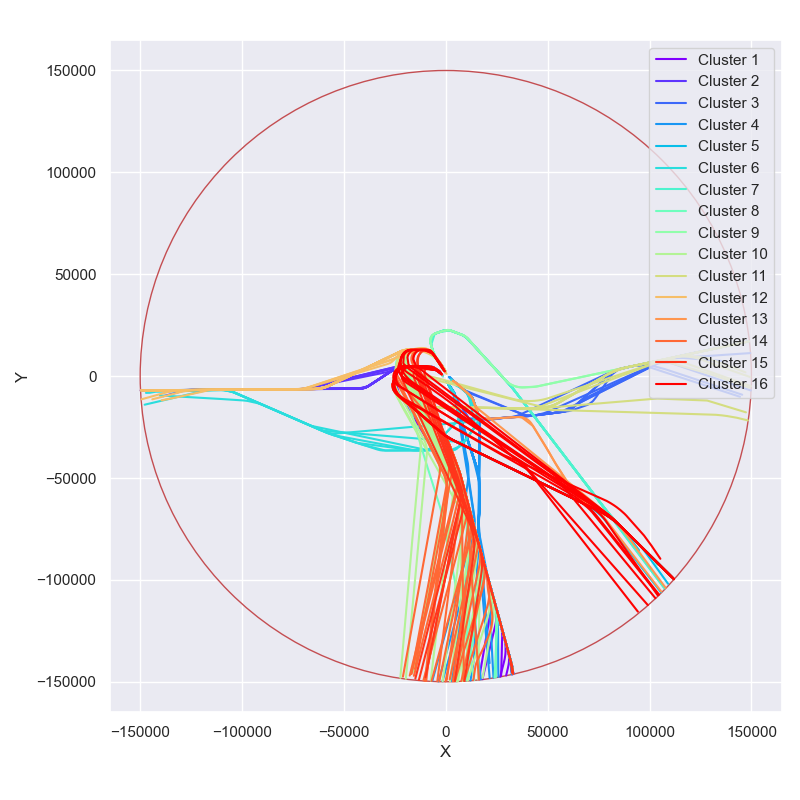 150000
100000
50000
0
−50000
−100000
−150000
Y
−150000
−100000
−50000
0
50000
100000
150000
X
Cluster 1
Cluster 2
Cluster 3
Cluster 4
Cluster 5
Cluster 6
Cluster 7
Cluster 8
Cluster 9
Cluster 10
Cluster 11
Cluster 12
Cluster 13
Cluster 14
Cluster 15
Cluster 16